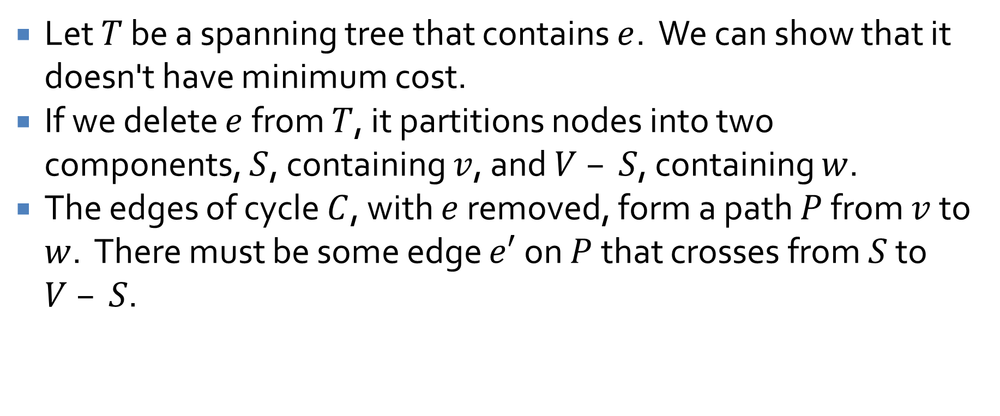 ▪ Let 𝑇 be a spanning tree that contains 𝑒. We can show that it
doesn't have minimum cost.
▪ If we delete 𝑒 from 𝑇, it partitions nodes into two
components, 𝑆, containing 𝑣, and 𝑉 − 𝑆, containing 𝑤.
▪ The edges of cycle 𝐶, with 𝑒 removed, form a path 𝑃 from 𝑣 to
𝑤. There must be some edge 𝑒′ on 𝑃 that crosses from 𝑆 to
𝑉 − 𝑆.